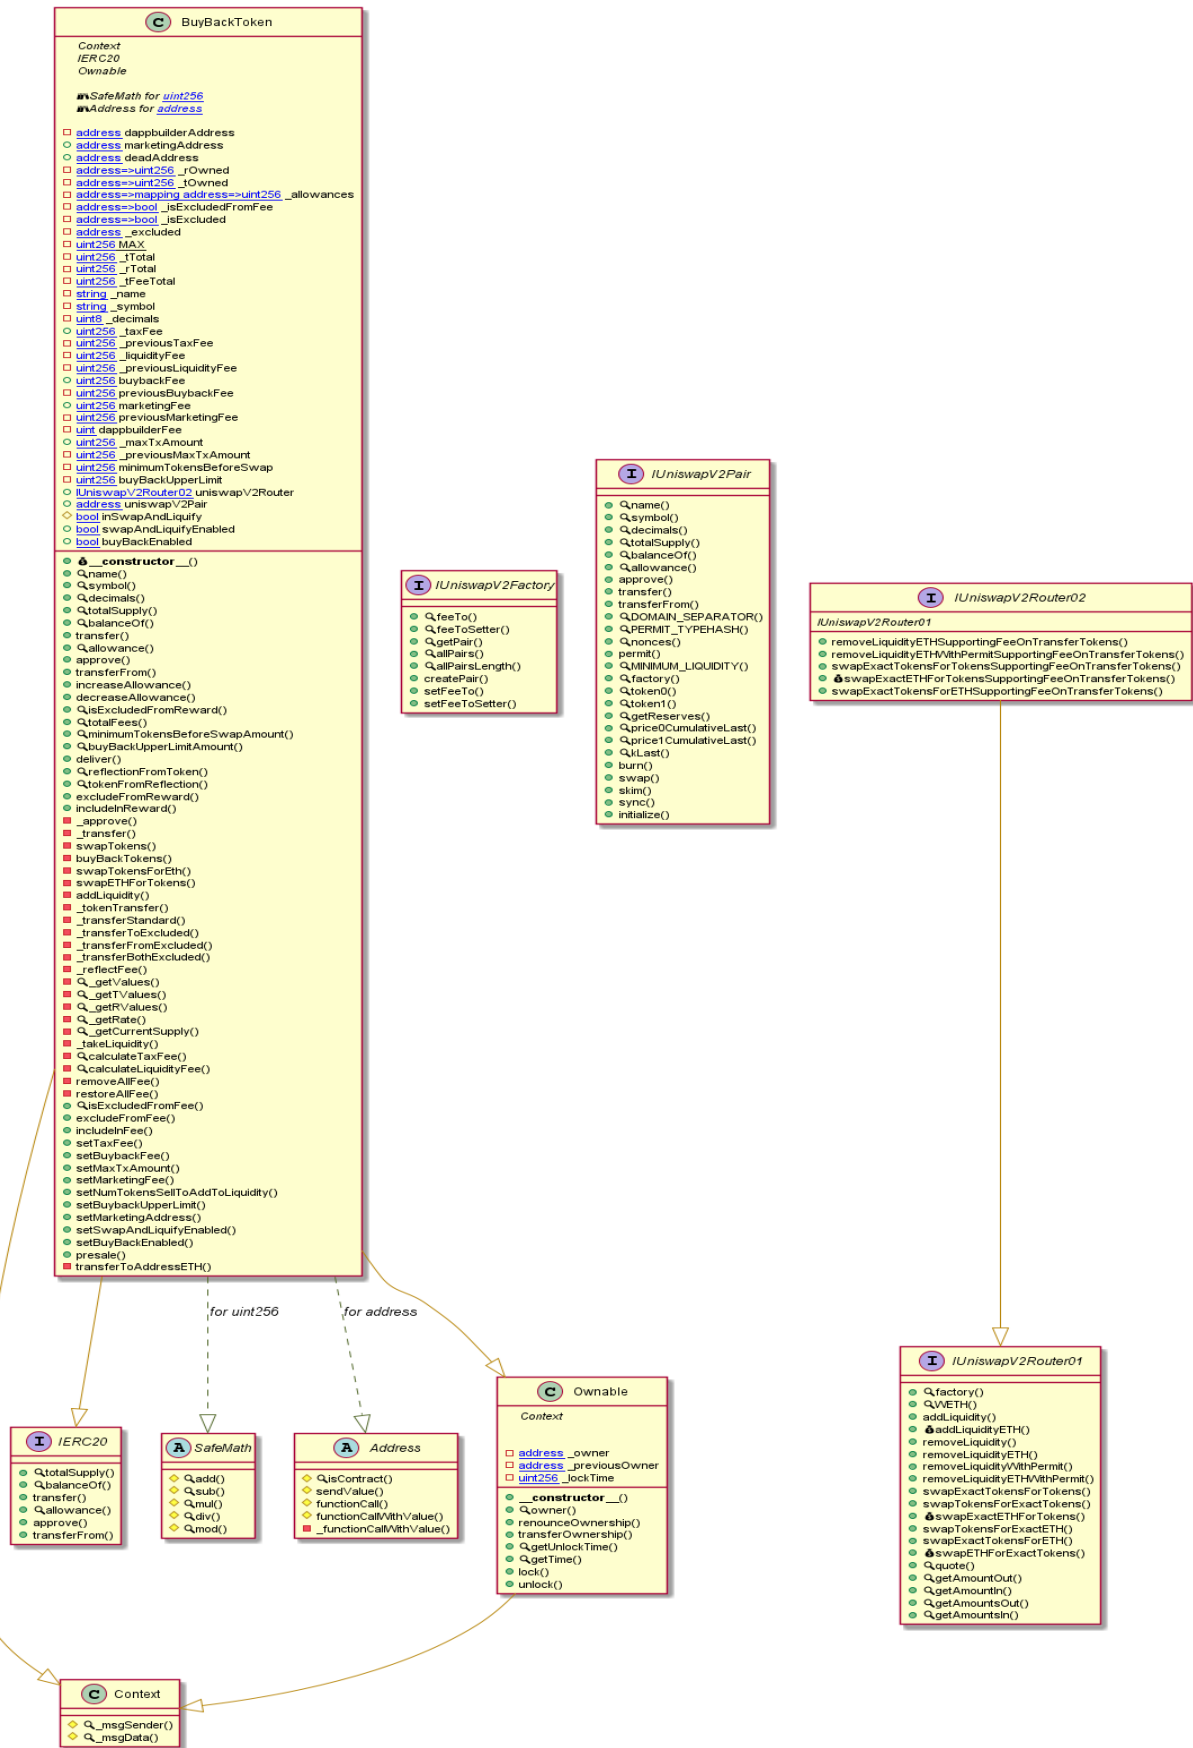 C BuyBackToken
Context
IERC20
Ownable
SafeMath for uint256
Address for address
address dappbuilderAddress
address marketingAddress
address deadAddress
address=>uint256 _rOwned
address=>uint256 _tOwned
address=>mapping address=>uint256 _allowances
address=>bool _isExcludedFromFee
address=>bool _isExcluded
address _excluded
uint256 MAX
uint256 _tTotal
uint256 _rTotal
uint256 _tFeeTotal
string _name
string _symbol
uint8 _decimals
uint256 _taxFee
uint256 _previousTaxFee
uint256 _liquidityFee
uint256 _previousLiquidityFee
uint256 buybackFee
uint256 previousBuybackFee
uint256 marketingFee
uint256 previousMarketingFee
uint dappbuilderFee
uint256 _maxTxAmount
uint256 _previousMaxTxAmount
uint256 minimumTokensBeforeSwap
uint256 buyBackUpperLimit
IUniswapV2Router02 uniswapV2Router
address uniswapV2Pair
bool inSwapAndLiquify
bool swapAndLiquifyEnabled
bool buyBackEnabled
__constructor__()
name()
symbol()
decimals()
totalSupply()
balanceOf()
transfer()
allowance()
approve()
transferFrom()
increaseAllowance()
decreaseAllowance()
isExcludedFromReward()
totalFees()
minimumTokensBeforeSwapAmount()
buyBackUpperLimitAmount()
deliver()
reflectionFromToken()
tokenFromReflection()
excludeFromReward()
includeInReward()
_approve()
_transfer()
swapTokens()
buyBackTokens()
swapTokensForEth()
swapETHForTokens()
addLiquidity()
_tokenTransfer()
_transferStandard()
_transferToExcluded()
_transferFromExcluded()
_transferBothExcluded()
_reflectFee()
_getValues()
_getTValues()
_getRValues()
_getRate()
_getCurrentSupply()
_takeLiquidity()
calculateTaxFee()
calculateLiquidityFee()
removeAllFee()
restoreAllFee()
isExcludedFromFee()
excludeFromFee()
includeInFee()
setTaxFee()
setBuybackFee()
setMaxTxAmount()
setMarketingFee()
setNumTokensSellToAddToLiquidity()
setBuybackUpperLimit()
setMarketingAddress()
setSwapAndLiquifyEnabled()
setBuyBackEnabled()
presale()
transferToAddressETH()
I IUniswapV2Factory
feeTo()
feeToSetter()
getPair()
allPairs()
allPairsLength()
createPair()
setFeeTo()
setFeeToSetter()
I IUniswapV2Pair
name()
symbol()
decimals()
totalSupply()
balanceOf()
allowance()
approve()
transfer()
transferFrom()
DOMAIN_SEPARATOR()
PERMIT_TYPEHASH()
nonces()
permit()
MINIMUM_LIQUIDITY()
factory()
token0()
token1()
getReserves()
price0CumulativeLast()
price1CumulativeLast()
kLast()
burn()
swap()
skim()
sync()
initialize()
I IUniswapV2Router02
IUniswapV2Router01
removeLiquidityETHSupportingFeeOnTransferTokens()
removeLiquidityETHWithPermitSupportingFeeOnTransferTokens()
swapExactTokensForTokensSupportingFeeOnTransferTokens()
swapExactETHForTokensSupportingFeeOnTransferTokens()
swapExactTokensForETHSupportingFeeOnTransferTokens()
for uint256
for address
I IERC20
totalSupply()
balanceOf()
transfer()
allowance()
approve()
transferFrom()
A SafeMath
add()
sub()
mul()
div()
mod()
A Address
isContract()
sendValue()
functionCall()
functionCallWithValue()
_functionCallWithValue()
C Ownable
Context
address _owner
address _previousOwner
uint256 _lockTime
__constructor__()
owner()
renounceOwnership()
transferOwnership()
getUnlockTime()
getTime()
lock()
unlock()
I IUniswapV2Router01
factory()
WETH()
addLiquidity()
addLiquidityETH()
removeLiquidity()
removeLiquidityETH()
removeLiquidityWithPermit()
removeLiquidityETHWithPermit()
swapExactTokensForTokens()
swapTokensForExactTokens()
swapExactETHForTokens()
swapTokensForExactETH()
swapExactTokensForETH()
swapETHForExactTokens()
quote()
getAmountOut()
getAmountIn()
getAmountsOut()
getAmountsIn()
C Context
_msgSender()
_msgData()